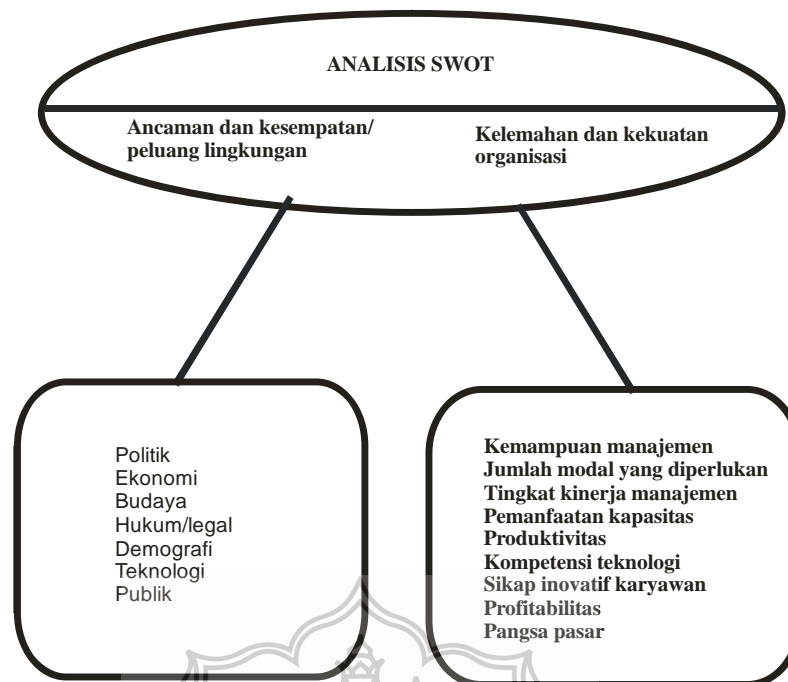 ANALISIS SWOT
Ancaman dan kesempatan/
peluang lingkungan
Kelemahan dan kekuatan
organisasi
Politik
Ekonomi
Budaya
Hukum/legal
Demografi
Teknologi
Publik
Kemampuan manajemen
Jumlah modal yang diperlukan
Tingkat kinerja manajemen
Pemanfaatan kapasitas
Produktivitas
Kompetensi teknologi
Sikap inovatif karyawan
Profitabilitas
Pangsa pasar